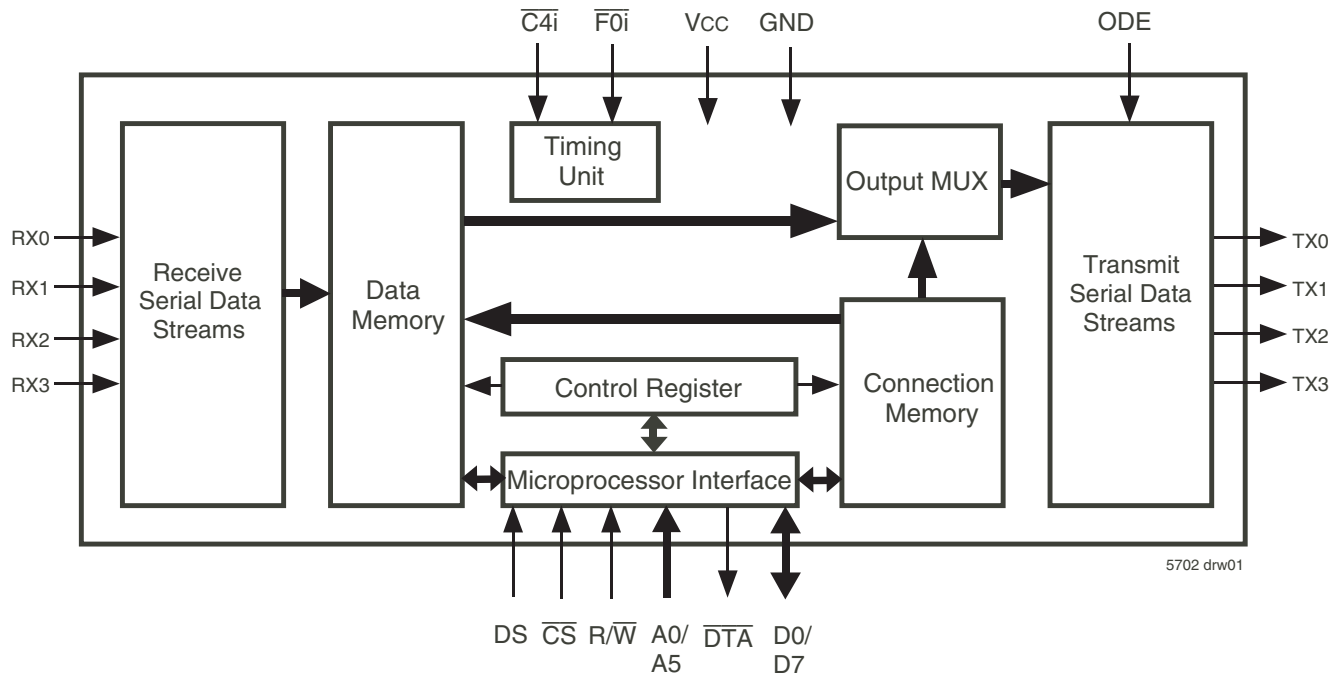 C4i F0i VCC GND ODE
Timing
Unit
Output MUX
RX0
RX1
RX2
RX3
Receive
Serial Data
Streams
Data
Memory
Transmit
Serial Data
Streams
TX0
TX1
TX2
TX3
Control Register
Connection
Memory
Microprocessor Interface
5702 drw01
DS CS R/W A0/ DTA D0/
A5 D7